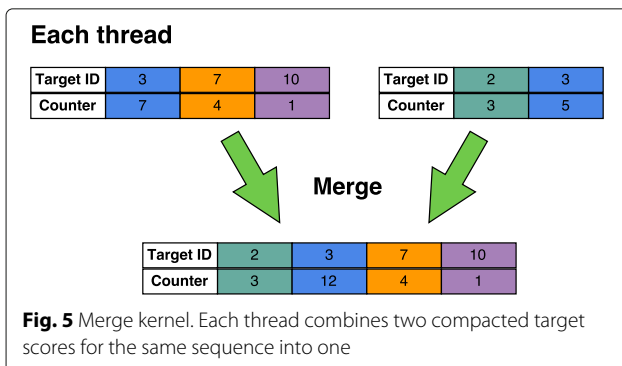 Each thread
Target ID 3 7 10 Target ID 2 3
Counter 7 4 1 Counter 3 5
Merge
Target ID 2 3 7 10
Counter 3 12 4 1
Fig. 5 Merge kernel. Each thread combines two compacted target
scores for the same sequence into one